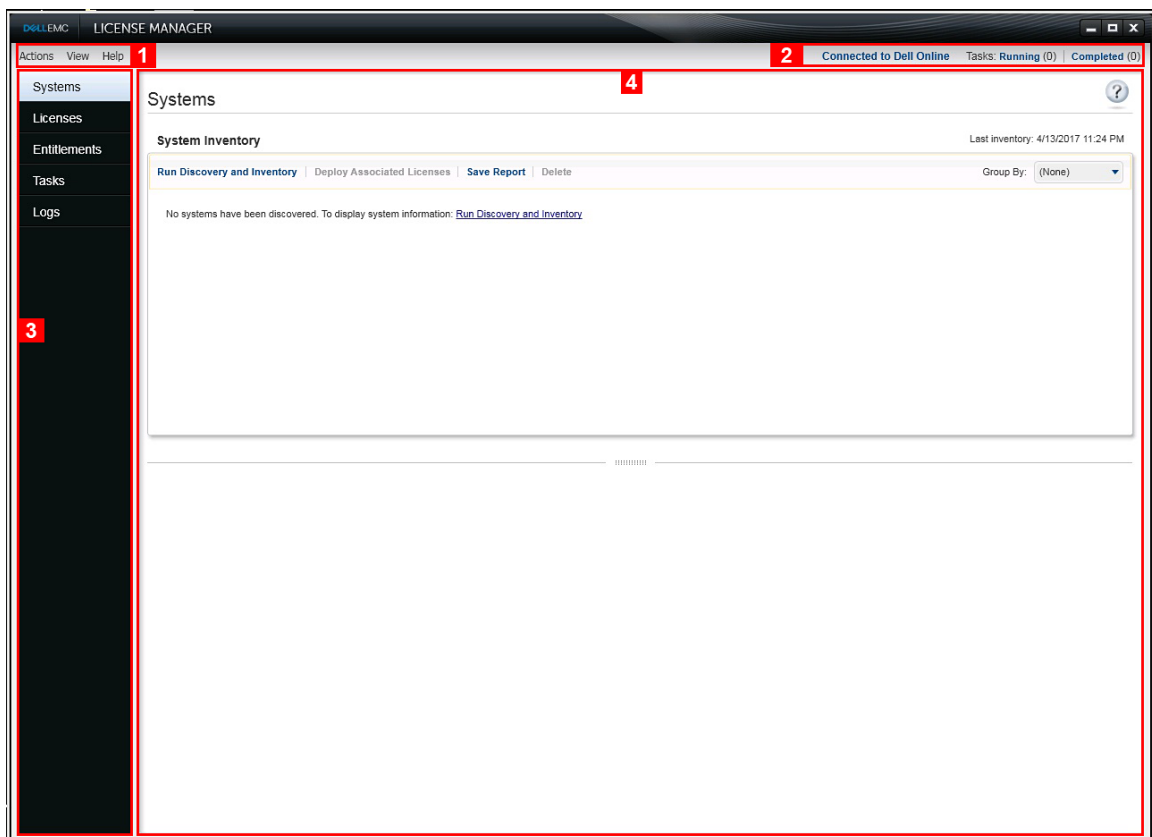 DELLEMC LICENSE MANAGER
Actions View Help 1 2 Connected to Dell Online Tasks: Running (0) Completed (0)
Systems
Licenses
Entitlements
Tasks
Logs
3
4
Systems ?
System Inventory Last inventory: 4/13/2017 11:24 PM
Run Discovery and Inventory Deploy Associated Licenses Save Report Delete Group By: (None)
No systems have been discovered. To display system information: Run Discovery and Inventory